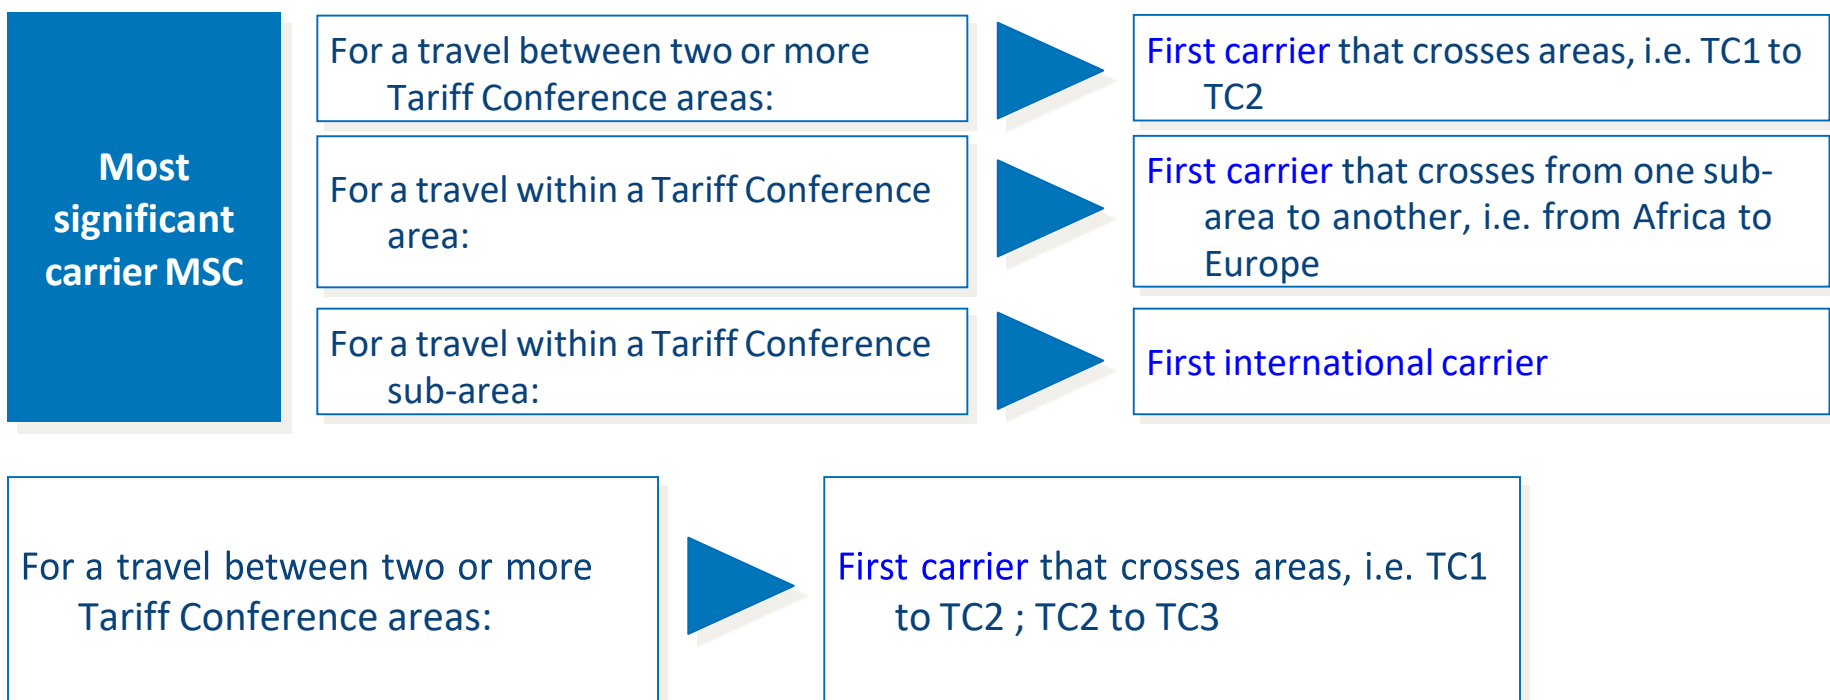 Most
significant
carrier MSC
For a travel between two or more
Tariff Conference areas:
First carrier that crosses areas, i.e. TC1 to
TC2
For a travel within a Tariff Conference
area:
First carrier that crosses from one sub-
area to another, i.e. from Africa to
Europe
For a travel within a Tariff Conference
sub-area:
First international carrier
For a travel between two or more
Tariff Conference areas:
First carrier that crosses areas, i.e. TC1
to TC2 ; TC2 to TC3